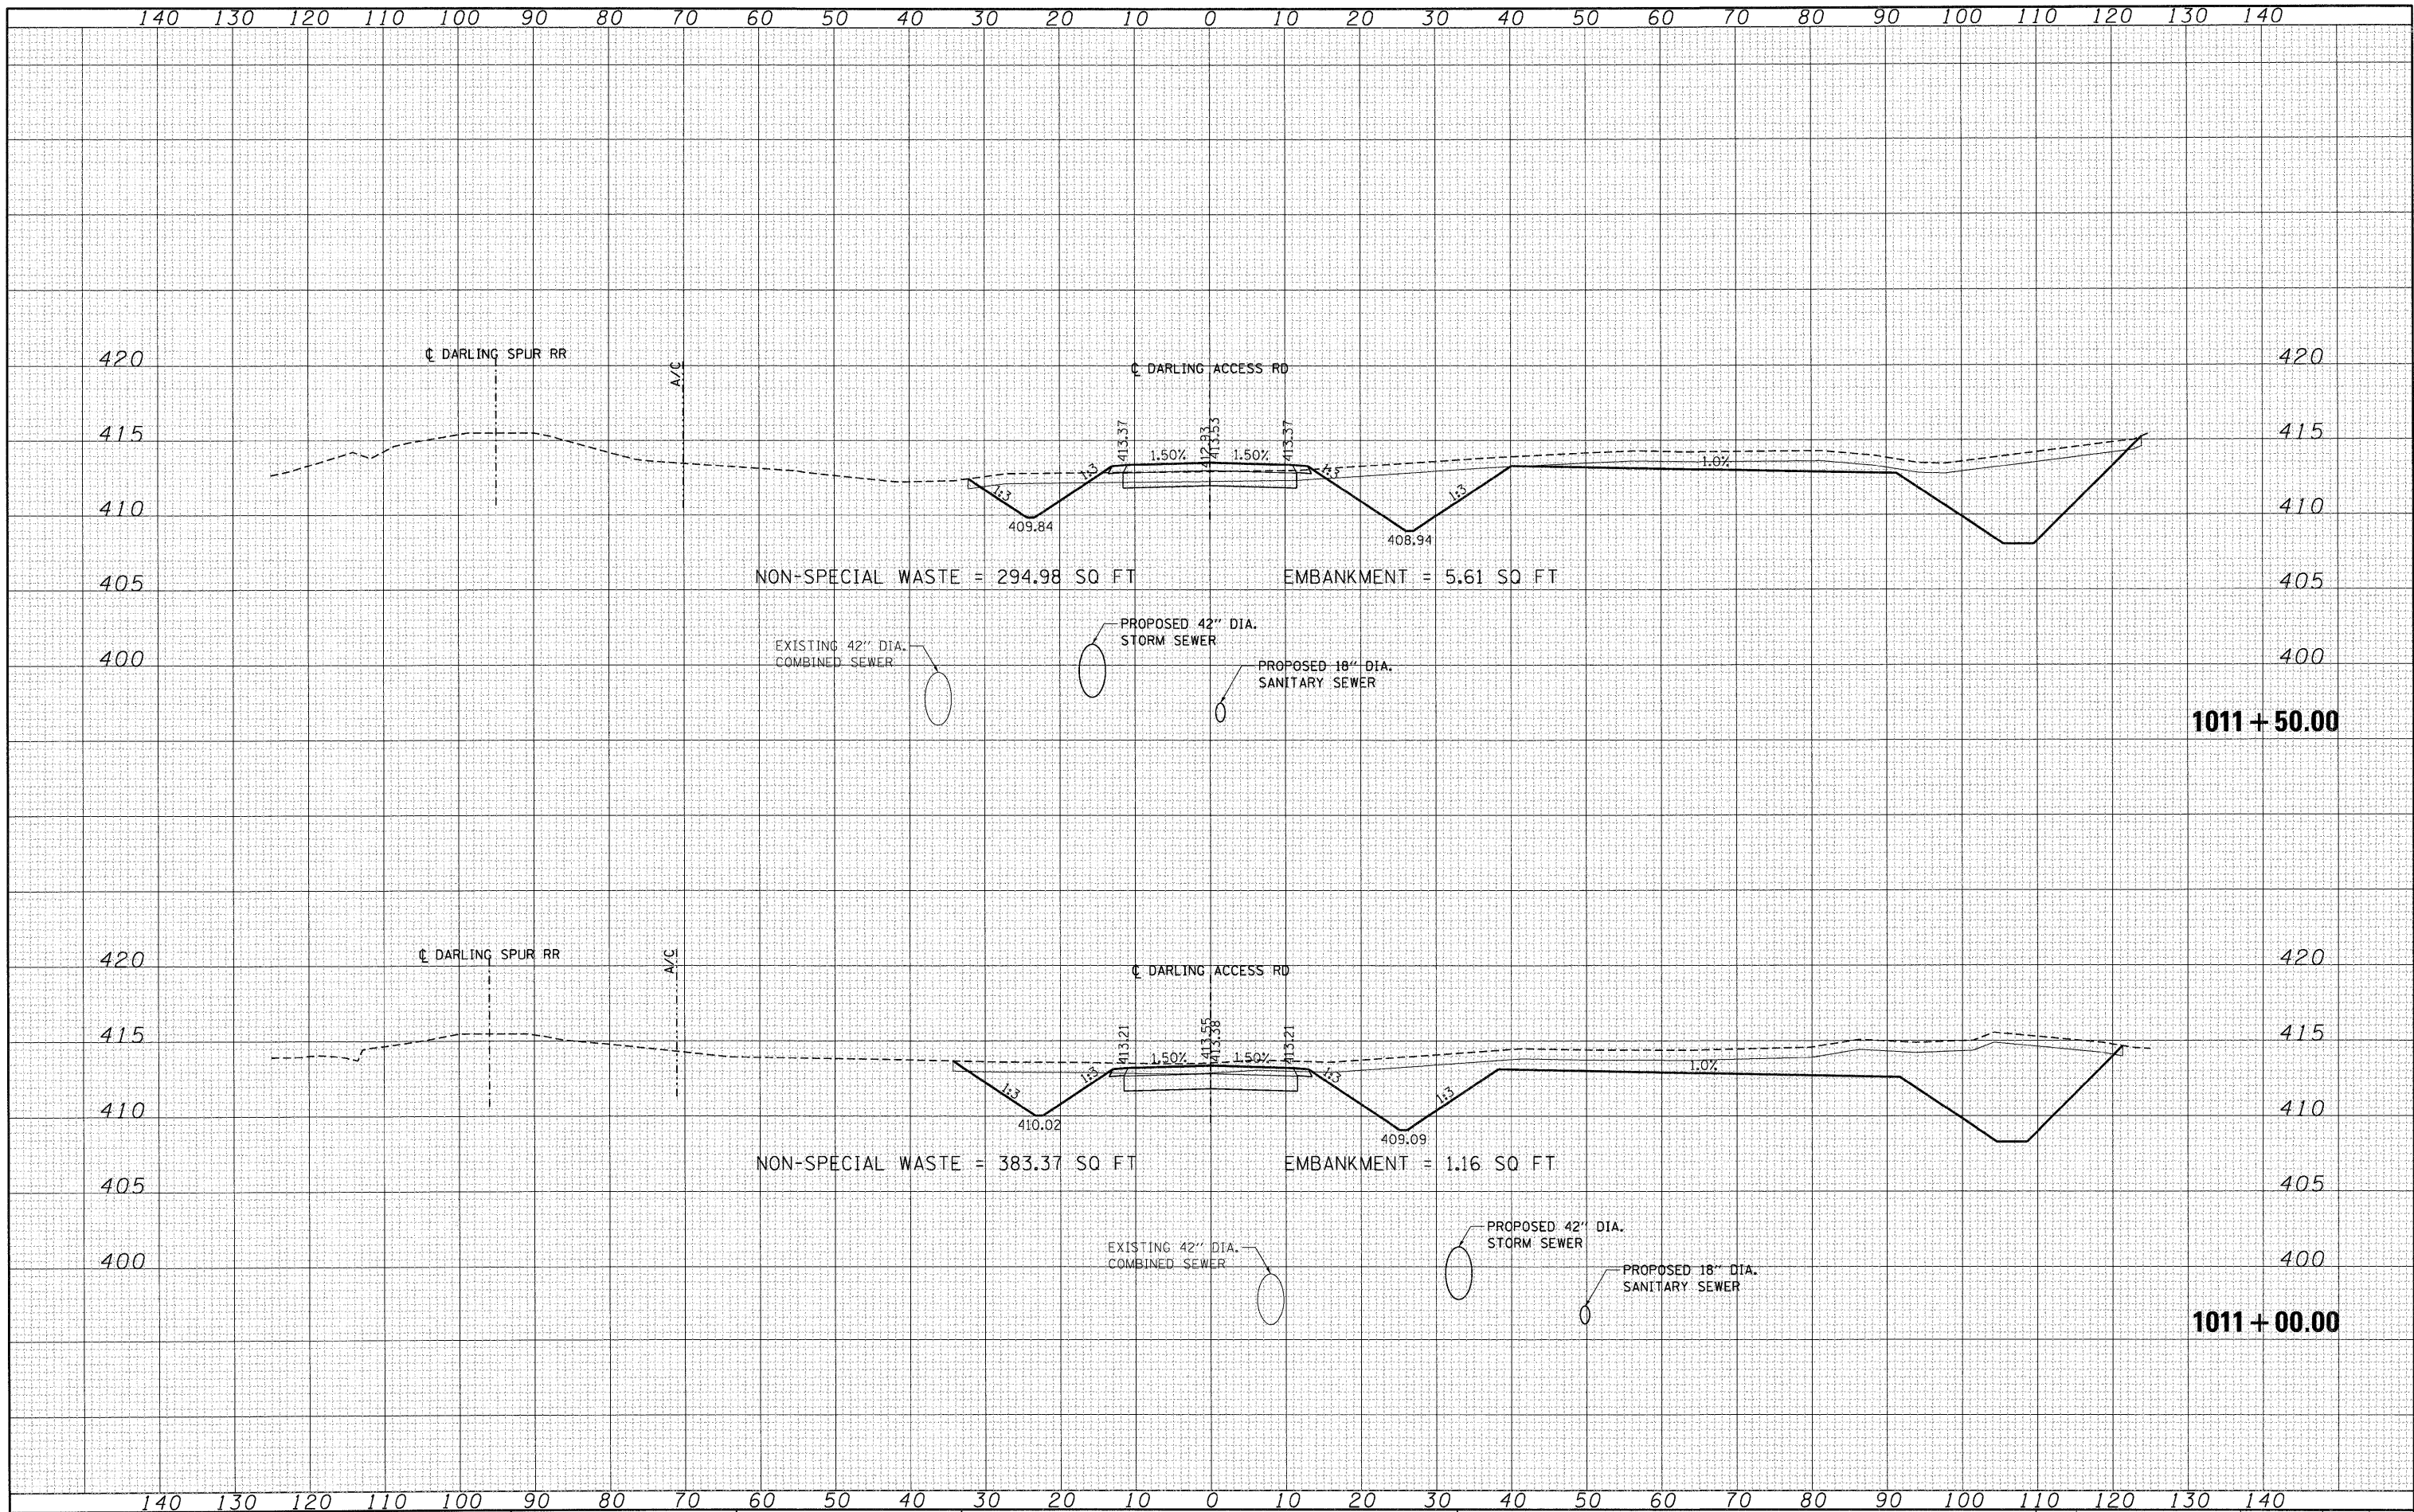 140 130 120 110 100 90 80 70 60 50 40 30 20 10 0 10 20 30 40 50 60 70 80 90 100 110 120 130 140
420 ℄ DARLING SPUR RR A/C ℄ DARLING ACCESS RD 420
415 413.37 412.93 413.53 413.37 415
1:3 1:3 1.50% 1.50% 1:3 1:3 1.0%
410 409.84 408.94 410
NON-SPECIAL WASTE = 294.98 SQ FT EMBANKMENT = 5.61 SQ FT
405 405
EXISTING 42" DIA.
COMBINED SEWER
PROPOSED 42" DIA.
STORM SEWER
PROPOSED 18" DIA.
SANITARY SEWER
400 400
1011+50.00
420 ℄ DARLING SPUR RR A/C ℄ DARLING ACCESS RD 420
415 413.21 413.55 413.38 413.21 415
1:3 1:3 1.50% 1.50% 1:3 1:3 1.0%
410 410.02 409.09 410
NON-SPECIAL WASTE = 383.37 SQ FT EMBANKMENT = 1.16 SQ FT
405 405
EXISTING 42" DIA.
COMBINED SEWER
PROPOSED 42" DIA.
STORM SEWER
PROPOSED 18" DIA.
SANITARY SEWER
400 400
1011+00.00
140 130 120 110 100 90 80 70 60 50 40 30 20 10 0 10 20 30 40 50 60 70 80 90 100 110 120 130 140